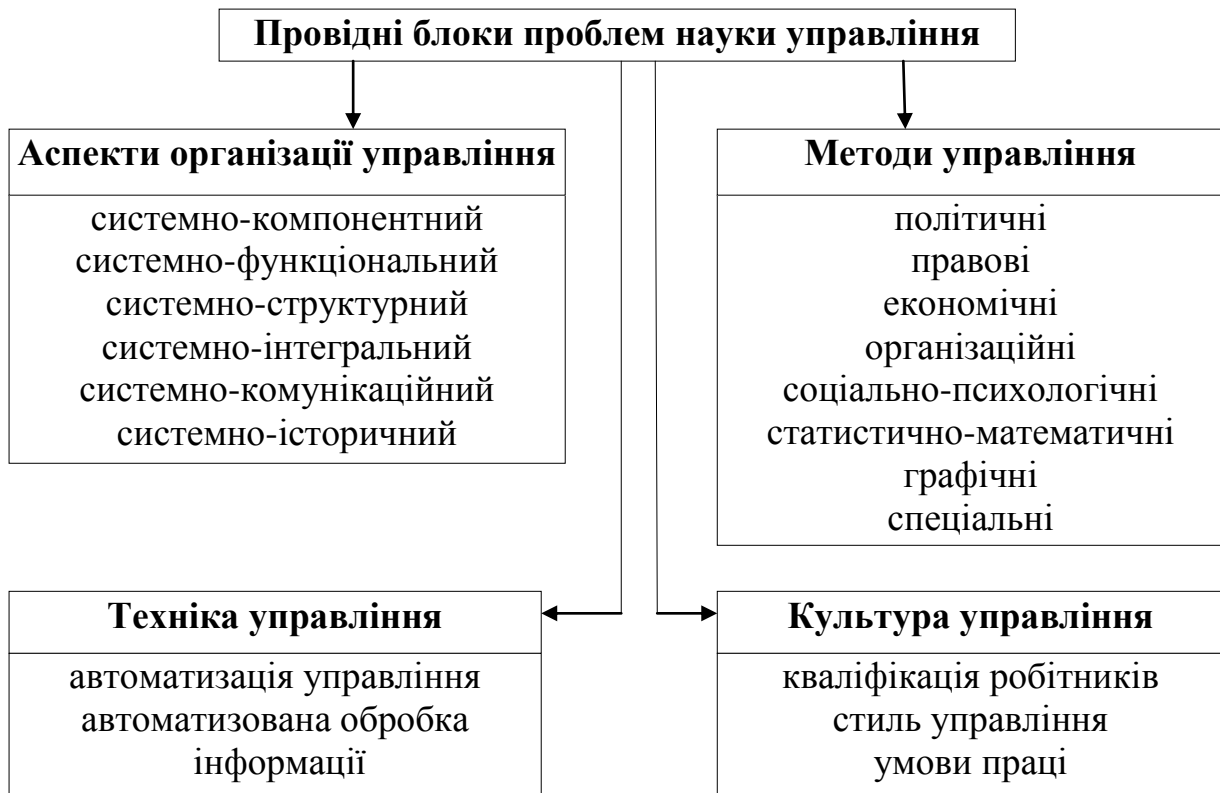 Провідні блоки проблем науки управління
Аспекти організації управління
системно-компонентний
системно-функціональний
системно-структурний
системно-інтегральний
системно-комунікаційний
системно-історичний
Методи управління
політичні
правові
економічні
організаційні
соціально-психологічні
статистично-математичні
графічні
спеціальні
Техніка управління
автоматизація управління
автоматизована обробка
інформації
Культура управління
кваліфікація робітників
стиль управління
умови праці